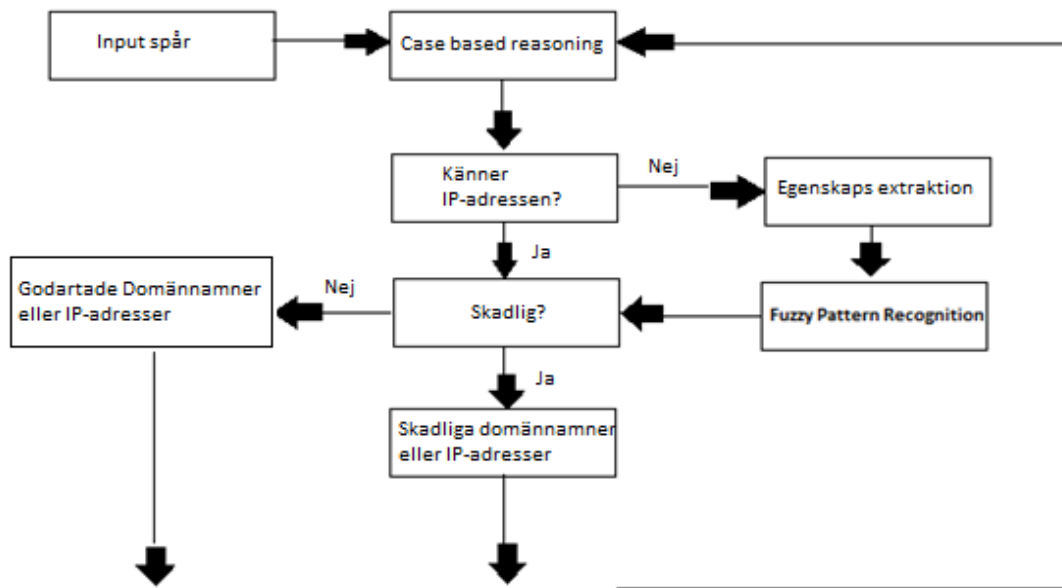 Input spår
Case based reasoning
Känner
IP-adressen?
Nej
Egenskaps extraktion
Ja
Godartade Domännamner
eller IP-adresser
Nej
Skadlig?
Fuzzy Pattern Recognition
Ja
Skadliga domännamner
eller IP-adresser